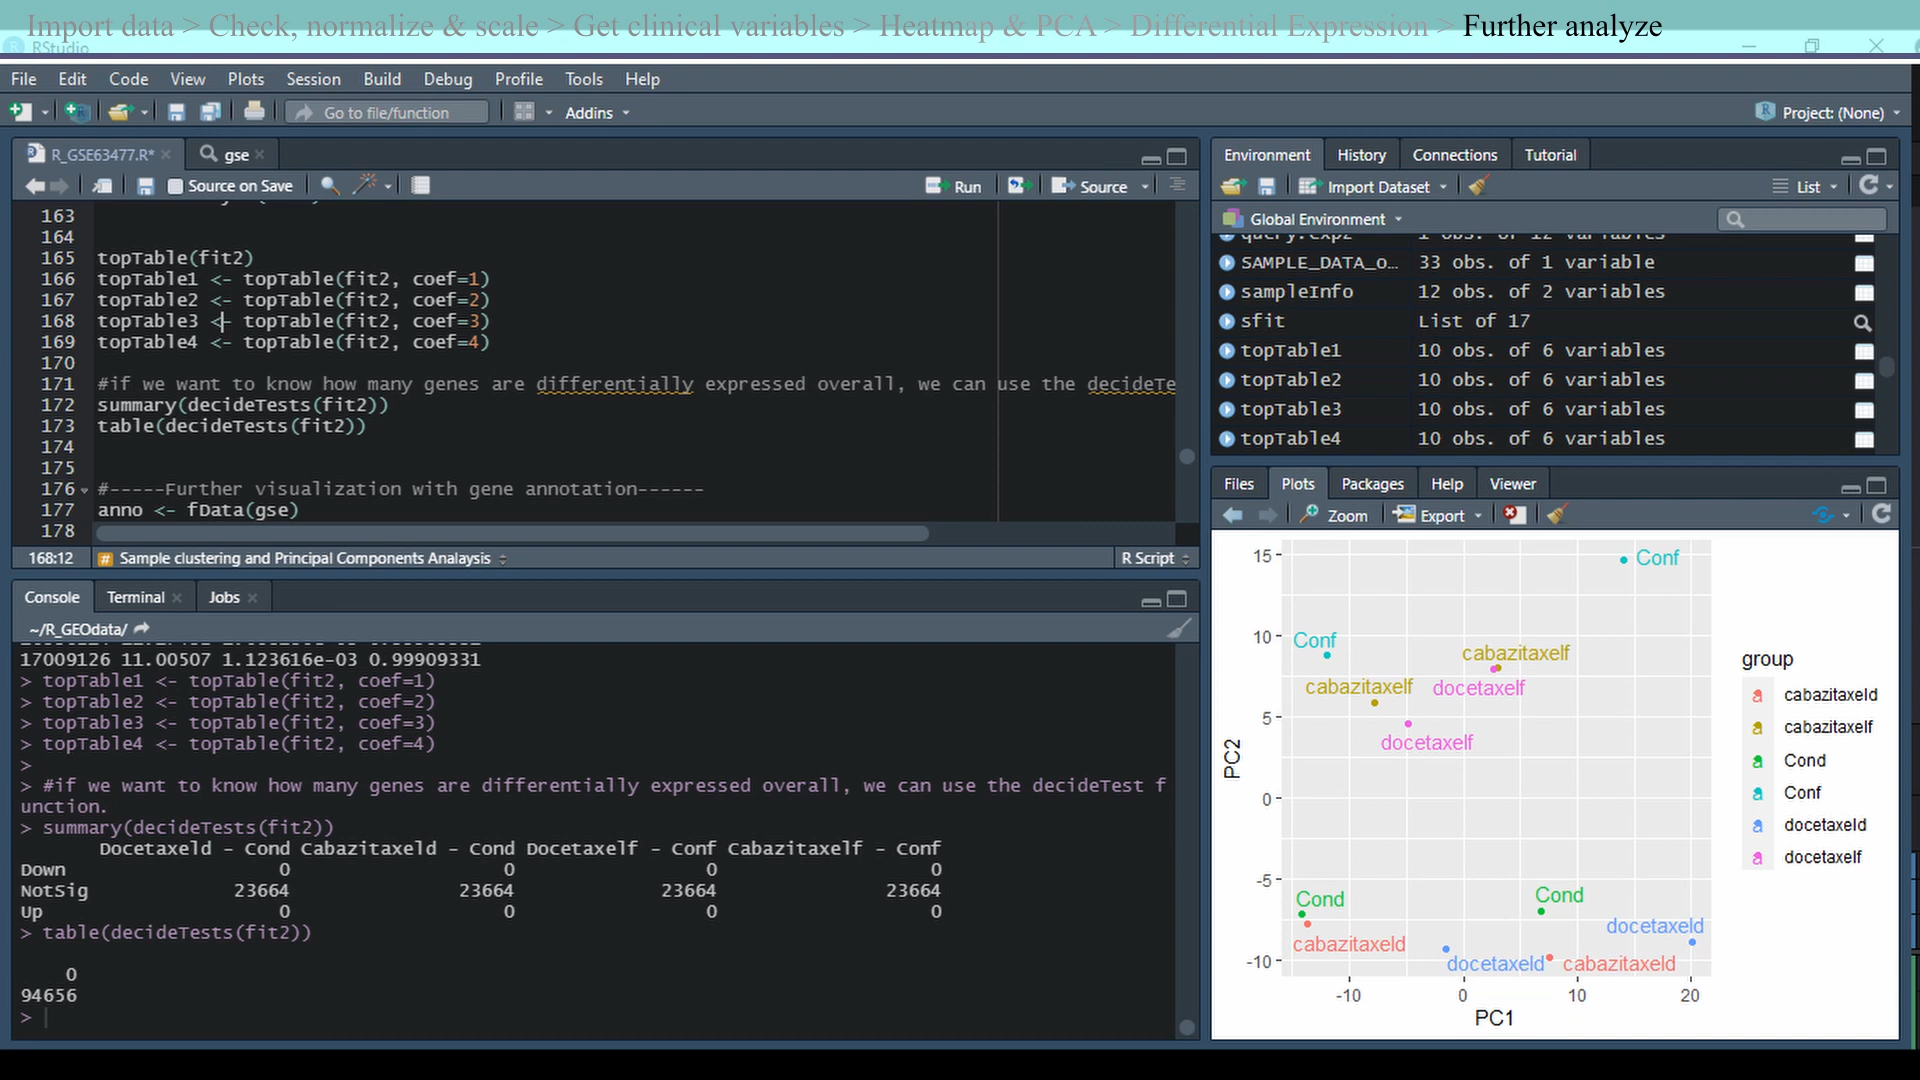 Import data > Check, normalize & scale > Get clinical variables > Heatmap & PCA > Differential Expression > Further analyze
RStudio
File Edit Code View Plots Session Build Debug Profile Tools Help
Go to file/function Addins Project: (None)
R_GSE63477.R* gse
Source on Save Run Source
163
164
165 topTable(fit2)
166 topTable1 <- topTable(fit2, coef=1)
167 topTable2 <- topTable(fit2, coef=2)
168 topTable3 <- topTable(fit2, coef=3)
169 topTable4 <- topTable(fit2, coef=4)
170
171 #if we want to know how many genes are differentially expressed overall, we can use the decideTe
172 summary(decideTests(fit2))
173 table(decideTests(fit2))
174
175
176 #-----Further visualization with gene annotation------
177 anno <- fData(gse)
178
168:12 Sample clustering and Principal Components Analaysis R Script
Console Terminal Jobs
~/R_GEOdata/
17009126 11.00507 1.123616e-03 0.99909331
> topTable1 <- topTable(fit2, coef=1)
> topTable2 <- topTable(fit2, coef=2)
> topTable3 <- topTable(fit2, coef=3)
> topTable4 <- topTable(fit2, coef=4)
>
> #if we want to know how many genes are differentially expressed overall, we can use the decideTest f
unction.
> summary(decideTests(fit2))
Docetaxeld - Cond Cabazitaxeld - Cond Docetaxelf - Conf Cabazitaxelf - Conf
Down 0 0 0 0
NotSig 23664 23664 23664 23664
Up 0 0 0 0
> table(decideTests(fit2))
0
94656
>
Environment History Connections Tutorial
Import Dataset List
Global Environment
SAMPLE_DATA_o... 33 obs. of 1 variable
sampleInfo 12 obs. of 2 variables
sfit List of 17
topTable1 10 obs. of 6 variables
topTable2 10 obs. of 6 variables
topTable3 10 obs. of 6 variables
topTable4 10 obs. of 6 variables
Files Plots Packages Help Viewer
Zoom Export
15
Conf
10
Conf
cabazitaxelf
cabazitaxelf docetaxelf
5
docetaxelf
PC2
0
-5
Cond Cond
docetaxeld
cabazitaxeld
-10
docetaxeld cabazitaxeld
-10 0 10 20
PC1
group
a cabazitaxeld
a cabazitaxelf
a Cond
a Conf
a docetaxeld
a docetaxelf